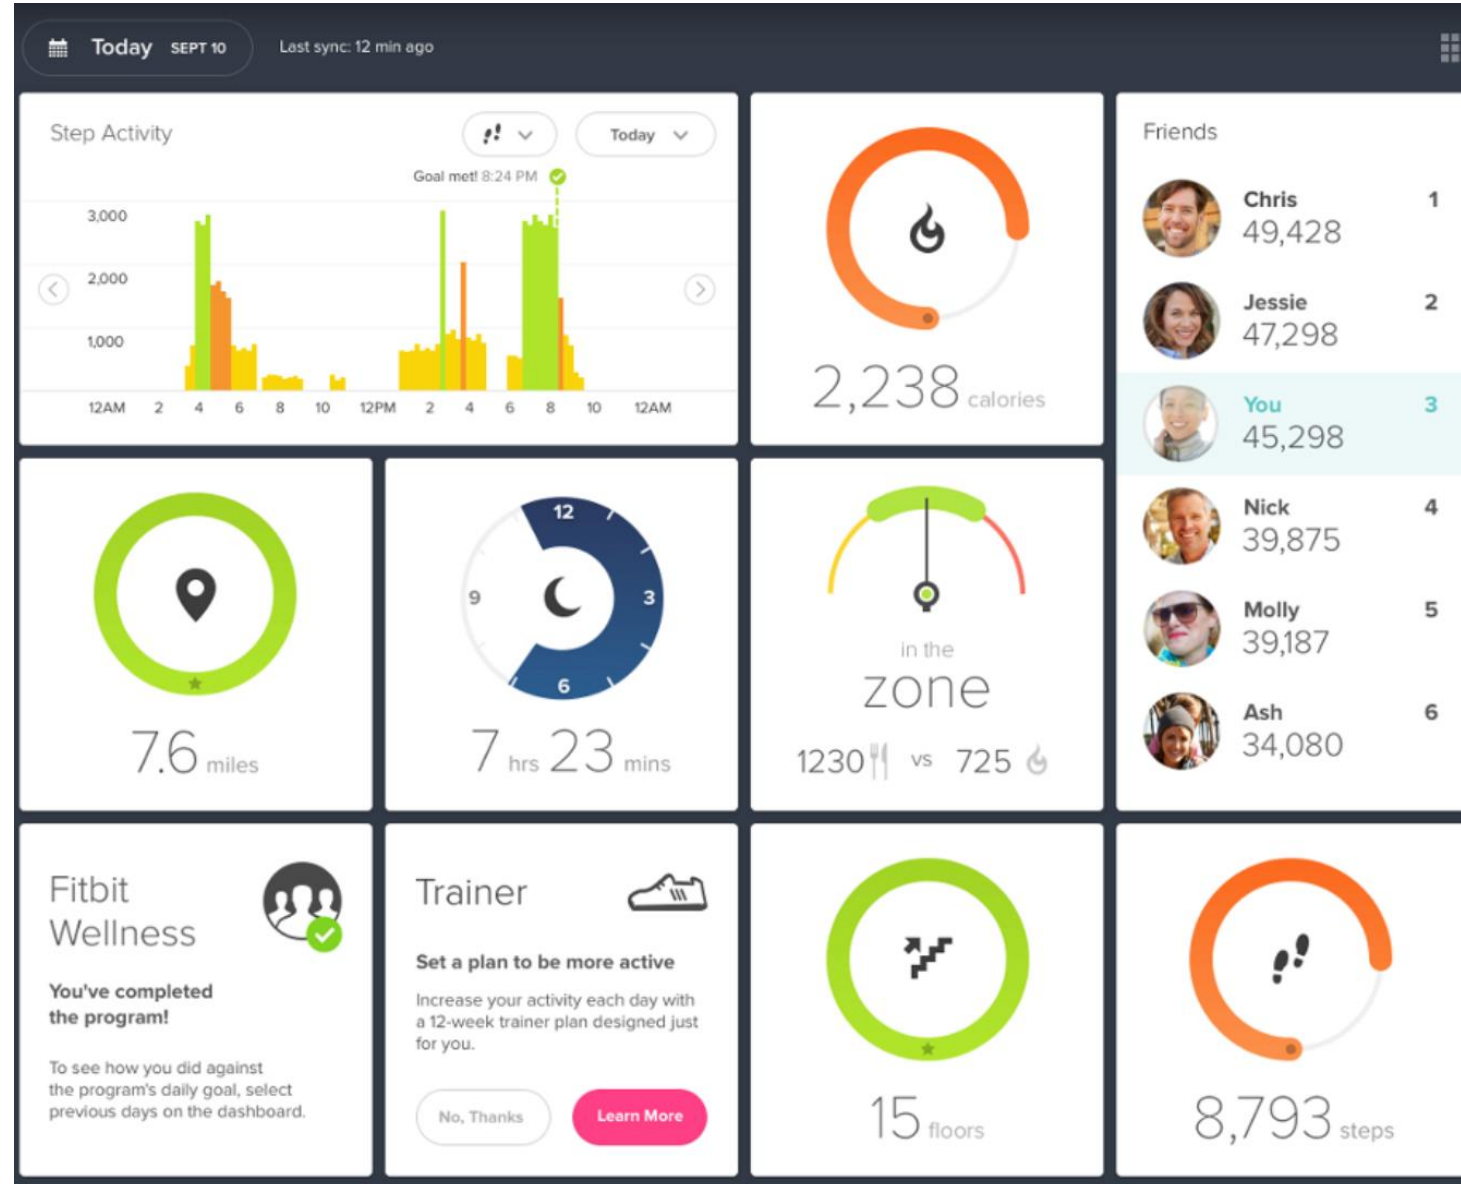 Today SEPT 10
Last sync: 12 min ago
Step Activity
Today
Goal met! 8:24 PM
3,000
2,000
1,000
12AM 2 4 6 8 10 12PM 2 4 6 8 10 12AM
2,238 calories
Friends
Chris 1
49,428
Jessie 2
47,298
You 3
45,298
Nick 4
39,875
Molly 5
39,187
Ash 6
34,080
7.6 miles
12
3
6
9
7 hrs 23 mins
in the
zone
1230 vs 725
Fitbit
Wellness
You've completed
the program!
To see how you did against
the program's daily goal, select
previous days on the dashboard.
Trainer
Set a plan to be more active
Increase your activity each day with
a 12-week trainer plan designed just
for you.
No, Thanks
Learn More
15 floors
8,793 steps